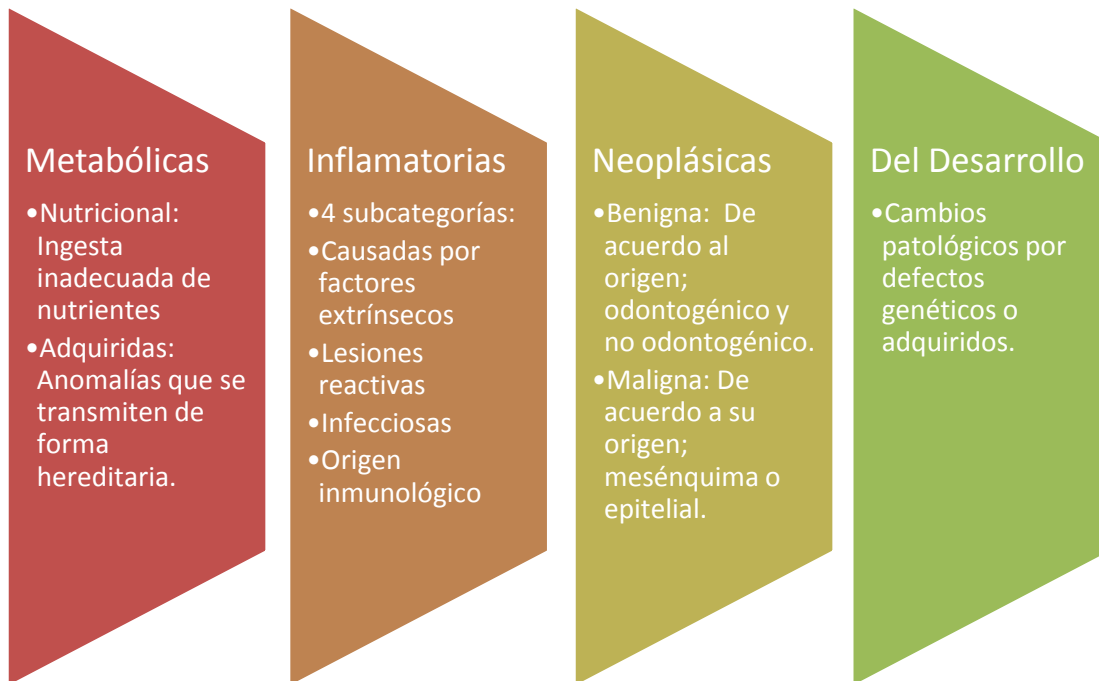 Metabólicas
•Nutricional:
Ingesta
inadecuada de
nutrientes
•Adquiridas:
Anomalías que se
transmiten de
forma
hereditaria.
Inflamatorias
•4 subcategorías:
•Causadas por
factores
extrínsecos
•Lesiones
reactivas
•Infecciosas
•Origen
inmunológico
Neoplásicas
•Benigna: De
acuerdo al
origen;
odontogénico y
no odontogénico.
•Maligna: De
acuerdo a su
origen;
mesénquima o
epitelial.
Del Desarrollo
•Cambios
patológicos por
defectos
genéticos o
adquiridos.